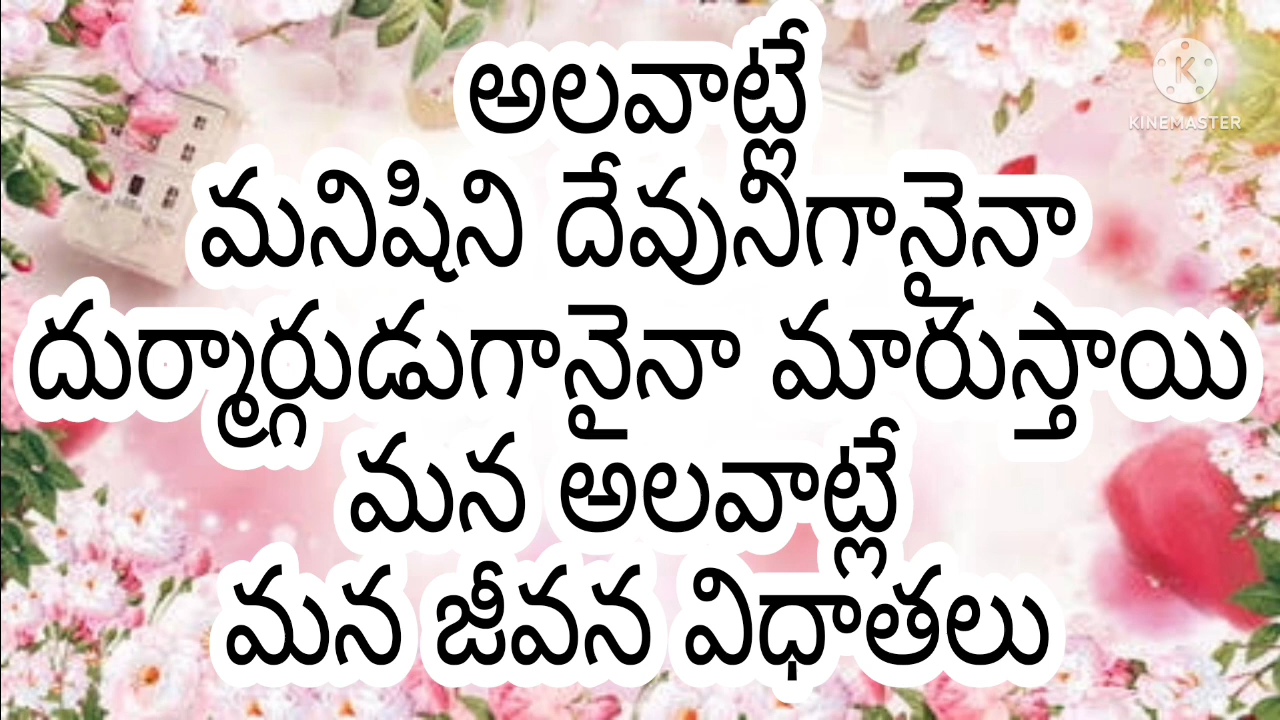 అలవాట్లే
మనిషిని దేవునిగానైనా
దుర్మార్గుడుగానైనా మారుస్తాయి
మన అలవాట్లే
మన జీవన విధాతలు
K
KINEMASTER